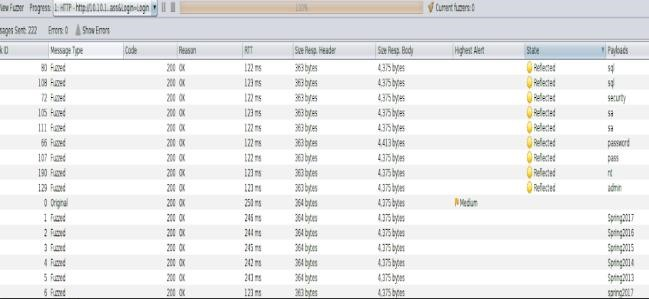 New Fuzzer Progress: 1: HTTP - http://10.10.1...ass&Login=Login 100% Current fuzzers: 0
ages Sent: 222 Errors: 0 Show Errors
k ID Message Type Code Reason RTT Size Resp. Header Size Resp. Body Highest Alert State Payloads
80 Fuzzed 200 OK 122 ms 363 bytes 4,375 bytes Reflected sql
108 Fuzzed 200 OK 123 ms 363 bytes 4,375 bytes Reflected sql
72 Fuzzed 200 OK 122 ms 363 bytes 4,375 bytes Reflected security
105 Fuzzed 200 OK 123 ms 363 bytes 4,375 bytes Reflected sa
111 Fuzzed 200 OK 122 ms 363 bytes 4,375 bytes Reflected sa
66 Fuzzed 200 OK 122 ms 363 bytes 4,413 bytes Reflected password
107 Fuzzed 200 OK 122 ms 363 bytes 4,375 bytes Reflected pass
190 Fuzzed 200 OK 123 ms 363 bytes 4,375 bytes Reflected nt
129 Fuzzed 200 OK 123 ms 363 bytes 4,375 bytes Reflected admin
0 Original 200 OK 250 ms 364 bytes 4,375 bytes Medium
1 Fuzzed 200 OK 246 ms 364 bytes 4,375 bytes Spring2017
2 Fuzzed 200 OK 244 ms 364 bytes 4,375 bytes Spring2016
3 Fuzzed 200 OK 245 ms 364 bytes 4,375 bytes Spring2015
4 Fuzzed 200 OK 242 ms 364 bytes 4,375 bytes Spring2014
5 Fuzzed 200 OK 243 ms 364 bytes 4,375 bytes Spring2013
6 Fuzzed 200 OK 123 ms 363 bytes 4,375 bytes spring2017